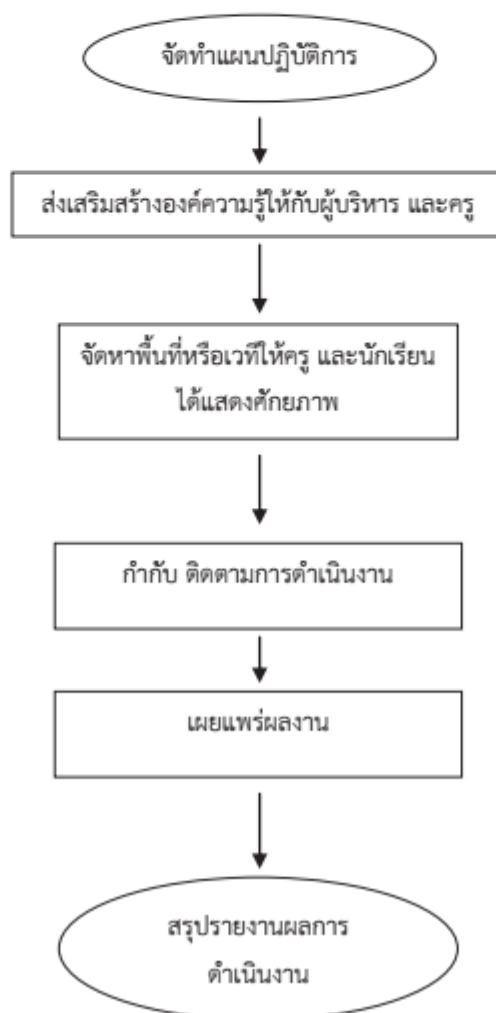 จัดทำแผนปฏิบัติการ
ส่งเสริมสร้างองค์ความรู้ให้กับผู้บริหาร และครู
จัดหาพื้นที่หรือเวทีให้ครู และนักเรียน
ได้แสดงศักยภาพ
กำกับ ติดตามการดำเนินงาน
เผยแพร่ผลงาน
สรุปรายงานผลการ
ดำเนินงาน